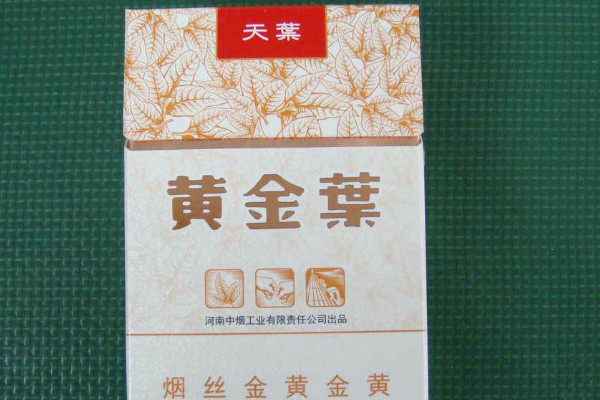 天葉
黄金葉
河南中烟工业有限责任公司出品
烟丝金黄金黄